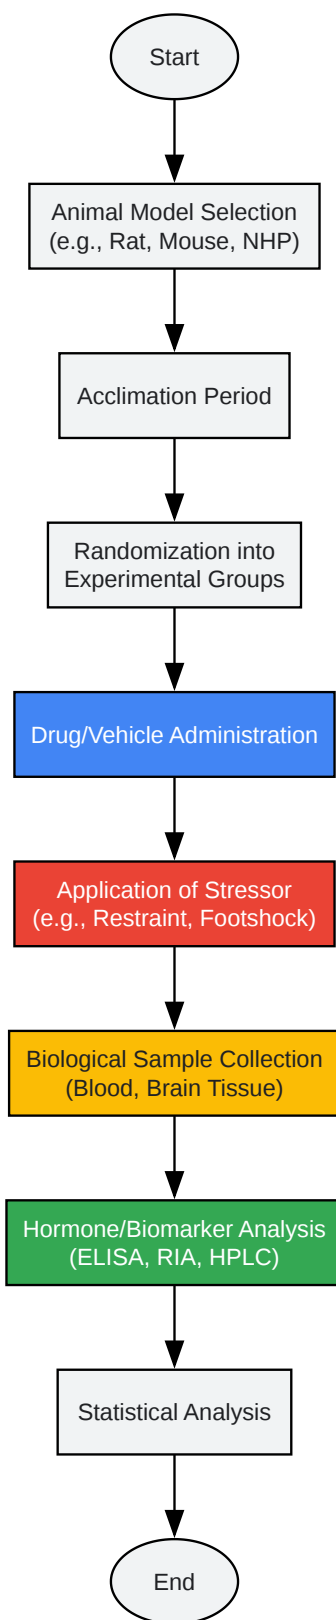 Start
Animal Model Selection
(e.g., Rat, Mouse, NHP)
Acclimation Period
Randomization into
Experimental Groups
Drug/Vehicle Administration
Application of Stressor
(e.g., Restraint, Footshock)
Biological Sample Collection
(Blood, Brain Tissue)
Hormone/Biomarker Analysis
(ELISA, RIA, HPLC)
Statistical Analysis
End